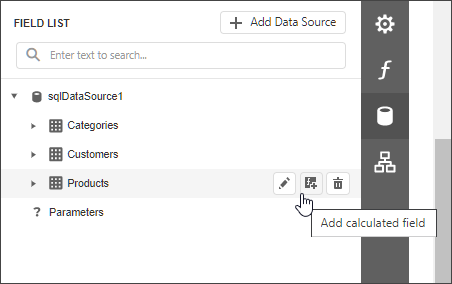 FIELD LIST
Add Data Source
Enter text to search...
sqlDataSource1
Categories
Customers
Products
Add calculated field
? Parameters